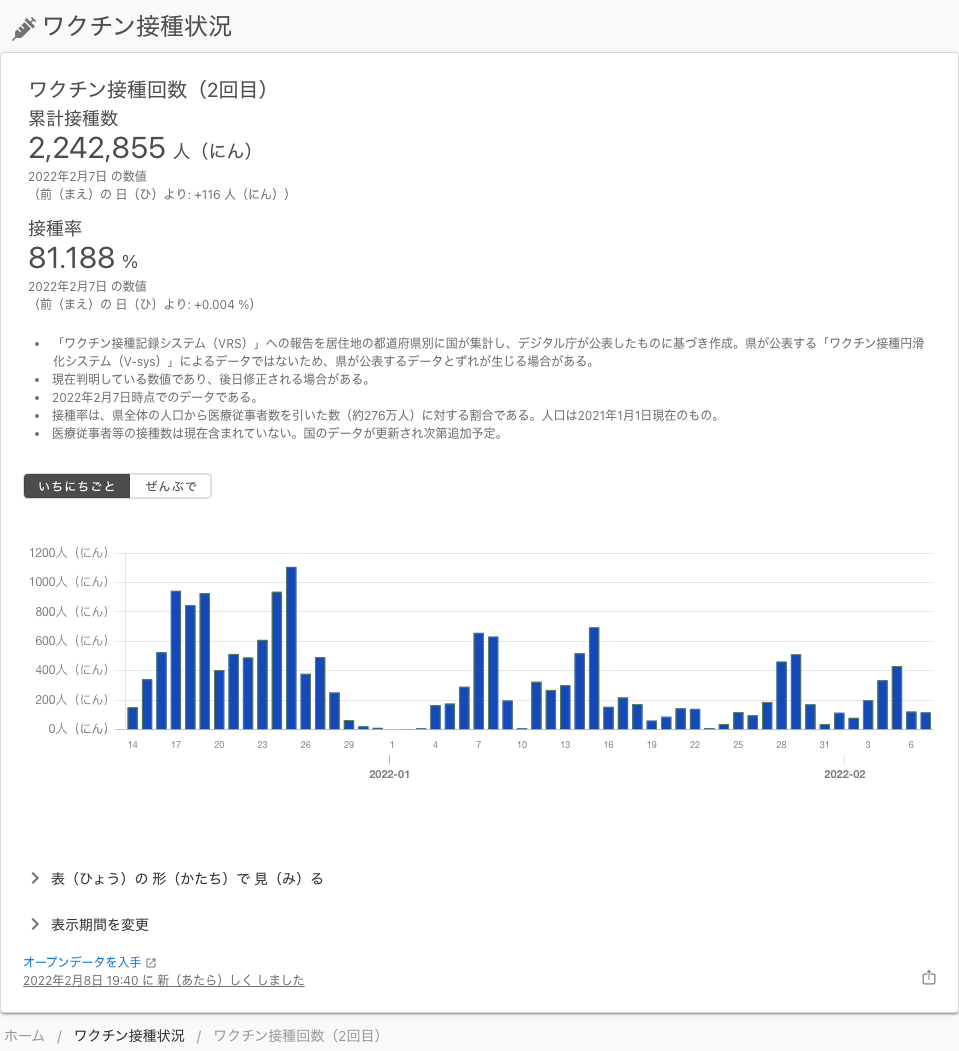 ワクチン接種状況
ワクチン接種回数（2回目）
累計接種数
2,242,855 人（にん）
2022年2月7日 の数値
（前（まえ）の 日（ひ）より: +116 人（にん））
接種率
81.188 %
2022年2月7日 の数値
（前（まえ）の 日（ひ）より: +0.004 %）
「ワクチン接種記録システム（VRS）」への報告を居住地の都道府県別に国が集計し、デジタル庁が公表したものに基づき作成。県が公表する「ワクチン接種円滑
化システム（V-sys）」によるデータではないため、県が公表するデータとずれが生じる場合がある。
現在判明している数値であり、後日修正される場合がある。
2022年2月7日時点でのデータである。
接種率は、県全体の人口から医療従事者数を引いた数（約276万人）に対する割合である。人口は2021年1月1日現在のもの。
医療従事者等の接種数は現在含まれていない。国のデータが更新され次第追加予定。
いちにちごと ぜんぶで
1200人（にん）
1000人（にん）
800人（にん）
600人（にん）
400人（にん）
200人（にん）
0人（にん）
14 17 20 23 26 29 1 4 7 10 13 16 19 22 25 28 31 3 6
2022-01 2022-02
表（ひょう）の 形（かたち）で 見（み）る
表示期間を変更
オープンデータを入手
2022年2月8日 19:40 に 新（あたら）しく しました
ホーム / ワクチン接種状況 / ワクチン接種回数（2回目）